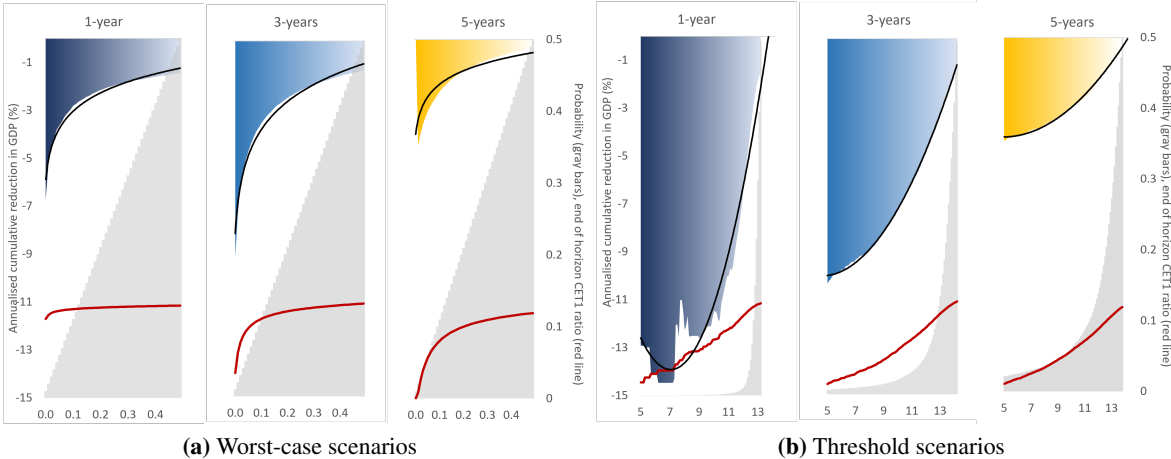 1-year
3-years
5-years
Annualised cumulative reduction in GDP (%)
-1
-3
-5
-7
-9
-11
-13
-15
0.0 0.1 0.2 0.3 0.4
0.0 0.1 0.2 0.3 0.4
0.0 0.1 0.2 0.3 0.4
0.5
0.4
0.3
0.2
0.1
0
Probability (gray bars), end of horizon CET1 ratio (red line)
(a) Worst-case scenarios
1-year
3-years
5-years
Annualised cumulative reduction in GDP (%)
-1
-3
-5
-7
-9
-11
-13
-15
5 7 9 11 13
5 7 9 11 13
5 7 9 11 13
0.5
0.4
0.3
0.2
0.1
0
Probability (gray bars), end of horizon CET1 ratio (red line)
(b) Threshold scenarios